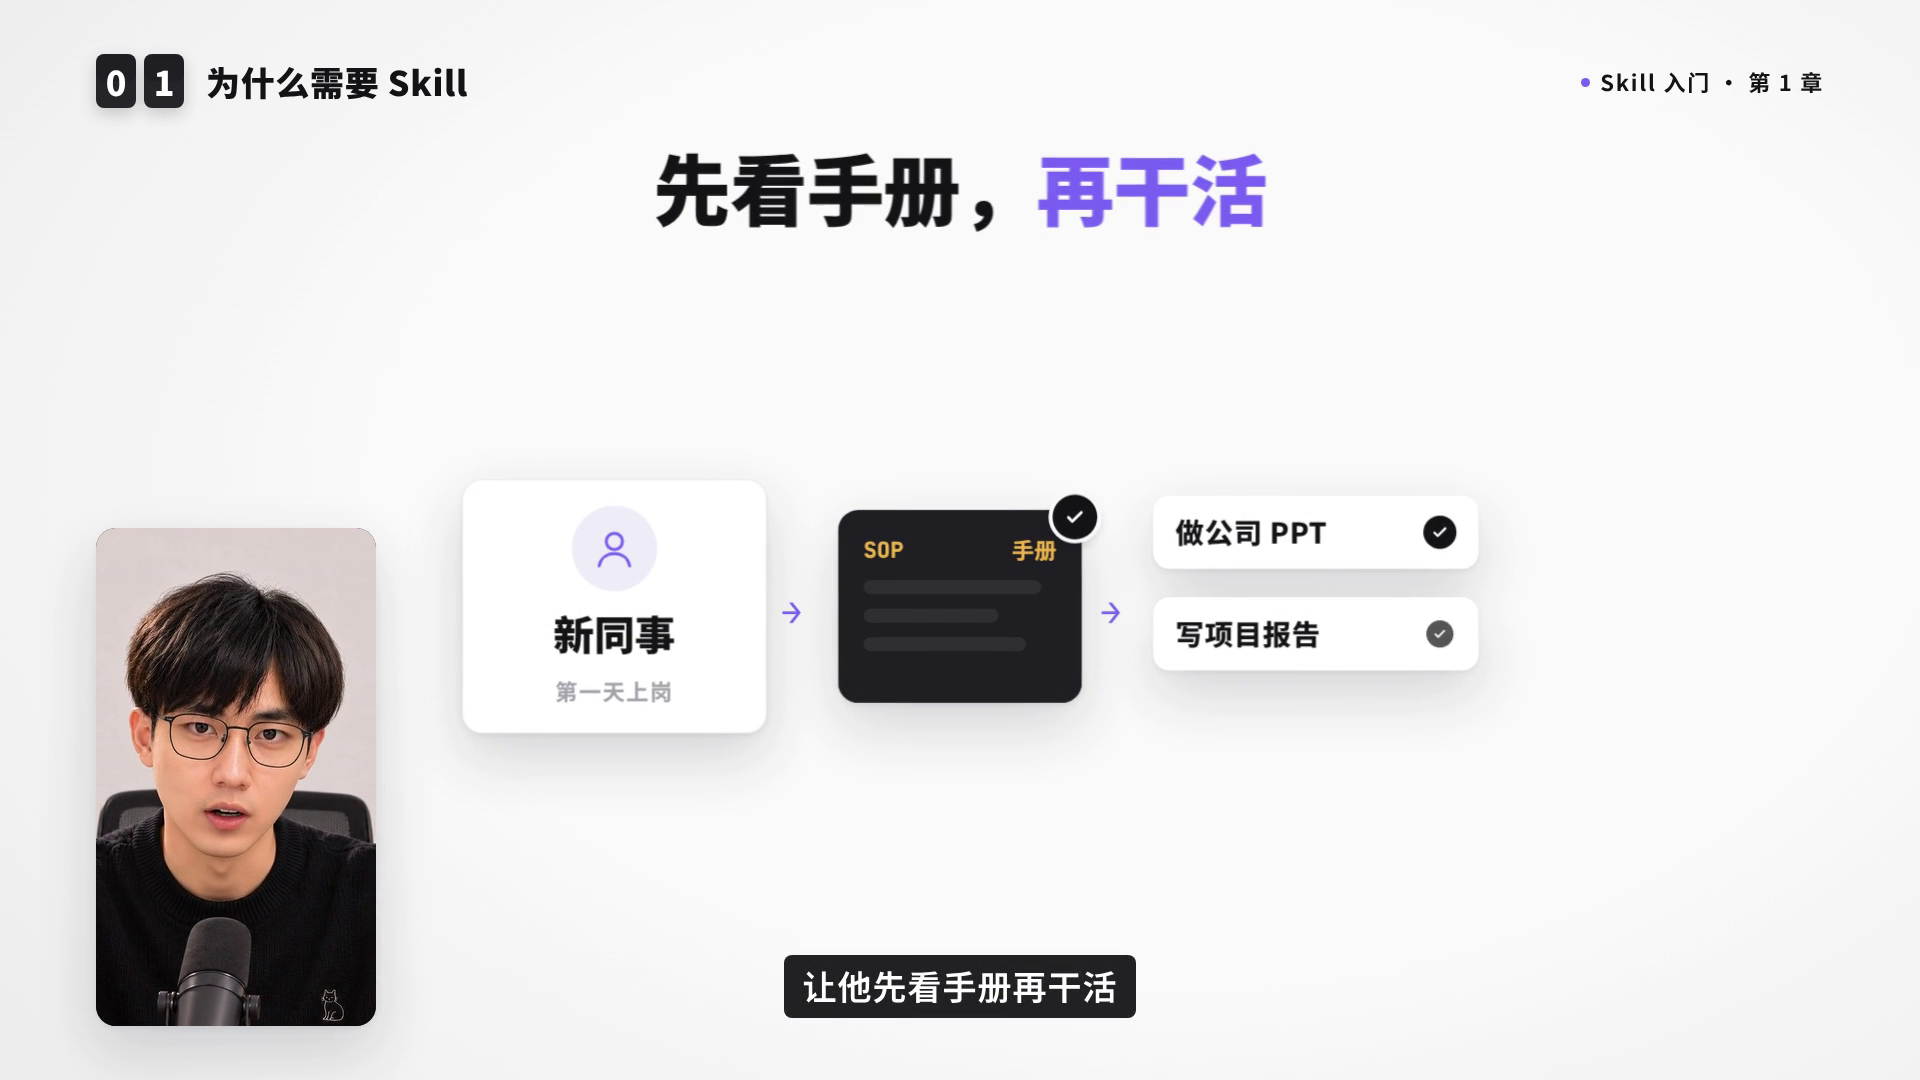 01 为什么需要 Skill
Skill 入门 · 第 1 章
先看手册，再干活
新同事
第一天上岗
SOP 手册
做公司 PPT
写项目报告
让他先看手册再干活